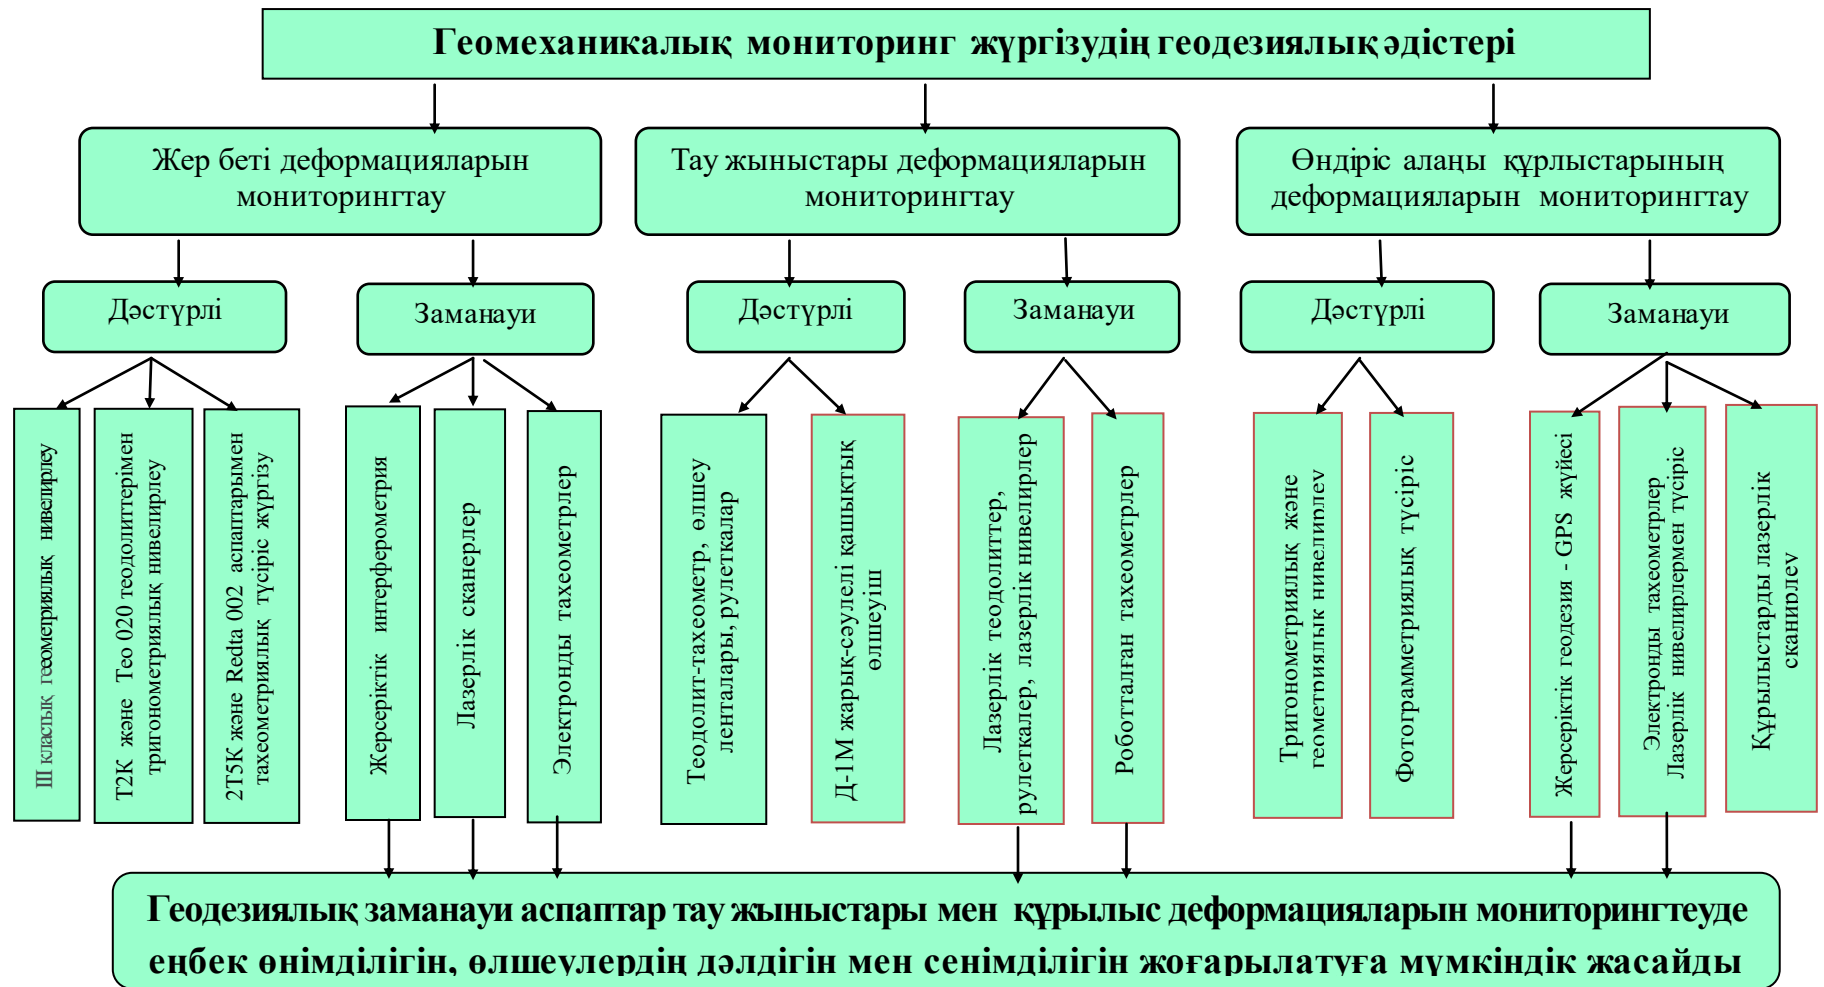 Геомеханикалық мониторинг жүргізудің геодезиялық әдістері
Жер беті деформацияларын
мониторингтау
Тау жыныстары деформацияларын
мониторингтау
Өндіріс алаңы құрлыстарының
деформацияларын мониторингтау
Дәстүрлі
Заманауи
Дәстүрлі
Заманауи
Дәстүрлі
Заманауи
III кластық геометриялық нивелирлеу
Т2К және Тео 020 теодолиттерімен
тригонометриялық нивелирлеу
2Т5К және Redta 002 аспаптарымен
тахеометриялық түсіріс жүргізу
Жерсеріктік интерферометрия
Лазерлік сканерлер
Электронды тахеометрлер
Теодолит-тахеометр, өлшеу
ленталары, рулеткалар
Д-1М жарық-сәулелі қашықтық
өлшеуіш
Лазерлік теодолиттер,
рулеткалер, лазерлік нивелирлер
Роботталған тахеометрлер
Тригонометриялық және
геометриялык нивелирлеу
Фотограмметриялық түсіріс
Жерсеріктік геодезия - GPS жүйесі
Электронды тахеометрлер
Лазерлік нивелирлермен түсіріс
Құрылыстарды лазерлік
сканирлеу
Геодезиялық заманауи аспаптар тау жыныстары мен құрылыс деформацияларын мониторингтеуде
еңбек өнімділігін, өлшеулердің дәлдігін мен сенімділігін жоғарылатуға мүмкіндік жасайды